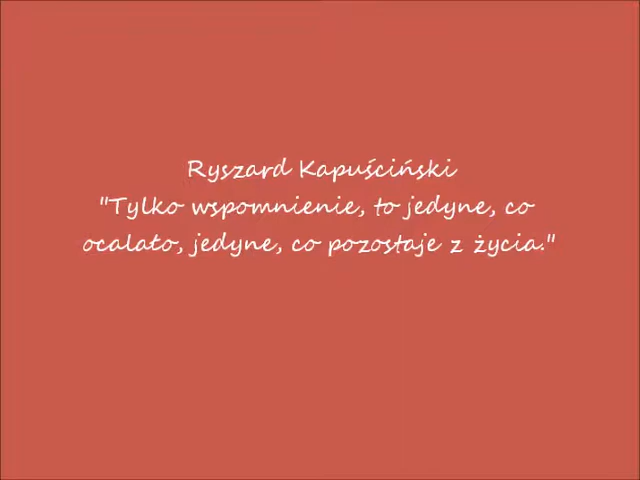 Ryszard Kapuściński
"Tylko wspomnienie, to jedyne, co
ocalało, jedyne, co pozostaje z życia."